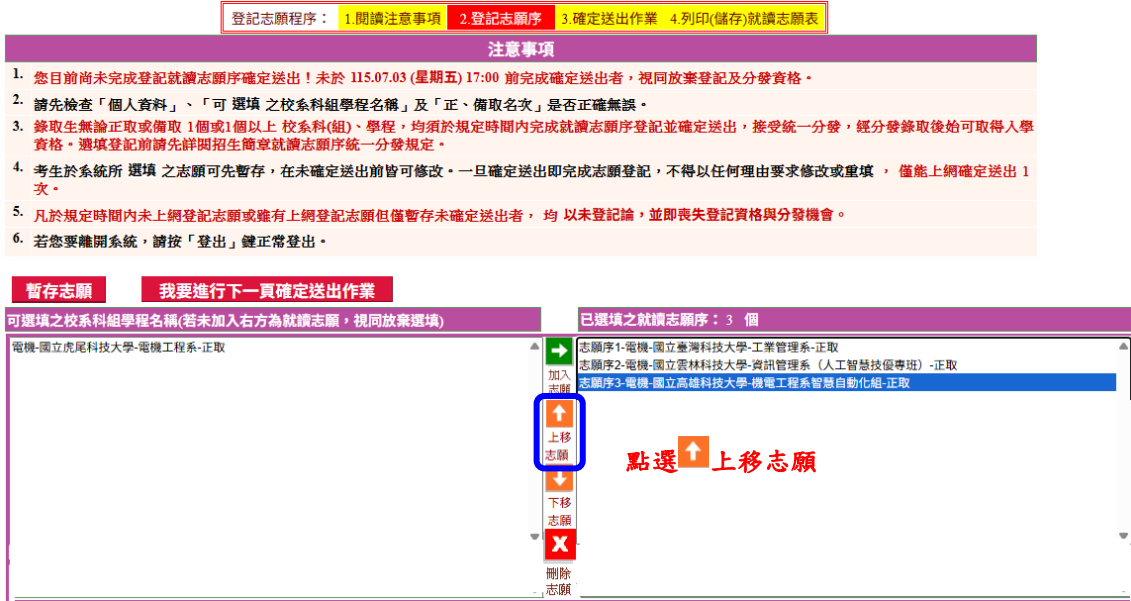 登記志願程序： 1.閱讀注意事項 2.登記志願序 3.確定送出作業 4.列印(儲存)就讀志願表
注意事項
1. 您目前尚未完成登記就讀志願序確定送出！未於 115.07.03 (星期五) 17:00 前完成確定送出者，視同放棄登記及分發資格。
2. 請先檢查「個人資料」、「可 選填 之校系科組學程名稱」及「正、備取名次」是否正確無誤。
3. 錄取生無論正取或備取 1個或1個以上 校系科(組)、學程，均須於規定時間內完成就讀志願序登記並確定送出，接受統一分發，經分發錄取後始可取得入學
資格。選填登記前請先詳閱招生簡章就讀志願序統一分發規定。
4. 考生於系統所 選填 之志願可先暫存，在未確定送出前皆可修改。一旦確定送出即完成志願登記，不得以任何理由要求修改或重填 ， 僅能上網確定送出 1
次。
5. 凡於規定時間內未上網登記志願或雖有上網登記志願但僅暫存未確定送出者， 均 以未登記論，並即喪失登記資格與分發機會。
6. 若您要離開系統，請按「登出」鍵正常登出。
暫存志願 我要進行下一頁確定送出作業
可選填之校系科組學程名稱(若未加入右方為就讀志願，視同放棄選填)
已選填之就讀志願序： 3 個
電機-國立虎尾科技大學-電機工程系-正取
加入
志願
上移
志願
下移
志願
刪除
志願
志願序1-電機-國立臺灣科技大學-工業管理系-正取
志願序2-電機-國立雲林科技大學-資訊管理系（人工智慧技優專班）-正取
志願序3-電機-國立高雄科技大學-機電工程系智慧自動化組-正取
點選 上移志願